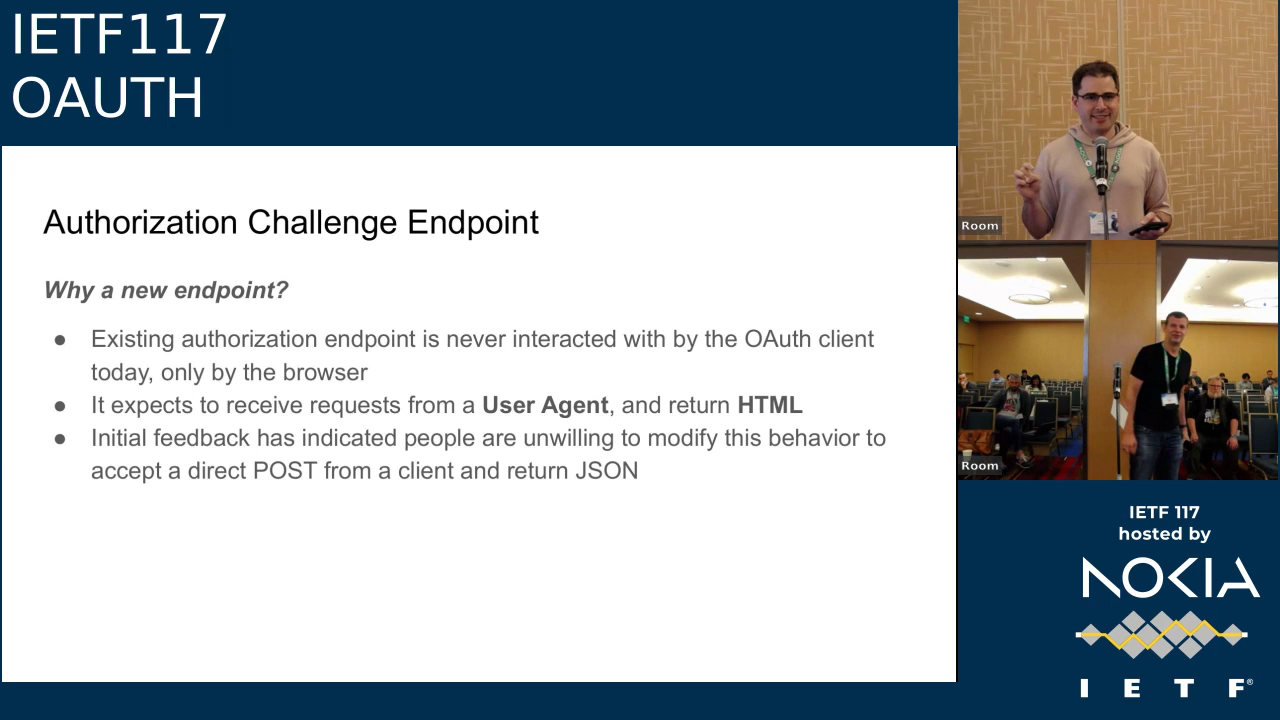 IETF117
OAUTH
Authorization Challenge Endpoint
Why a new endpoint?
● Existing authorization endpoint is never interacted with by the OAuth client
today, only by the browser
● It expects to receive requests from a User Agent, and return HTML
● Initial feedback has indicated people are unwilling to modify this behavior to
accept a direct POST from a client and return JSON
Room
Room
IETF 117
hosted by
NOKIA
I E T F®